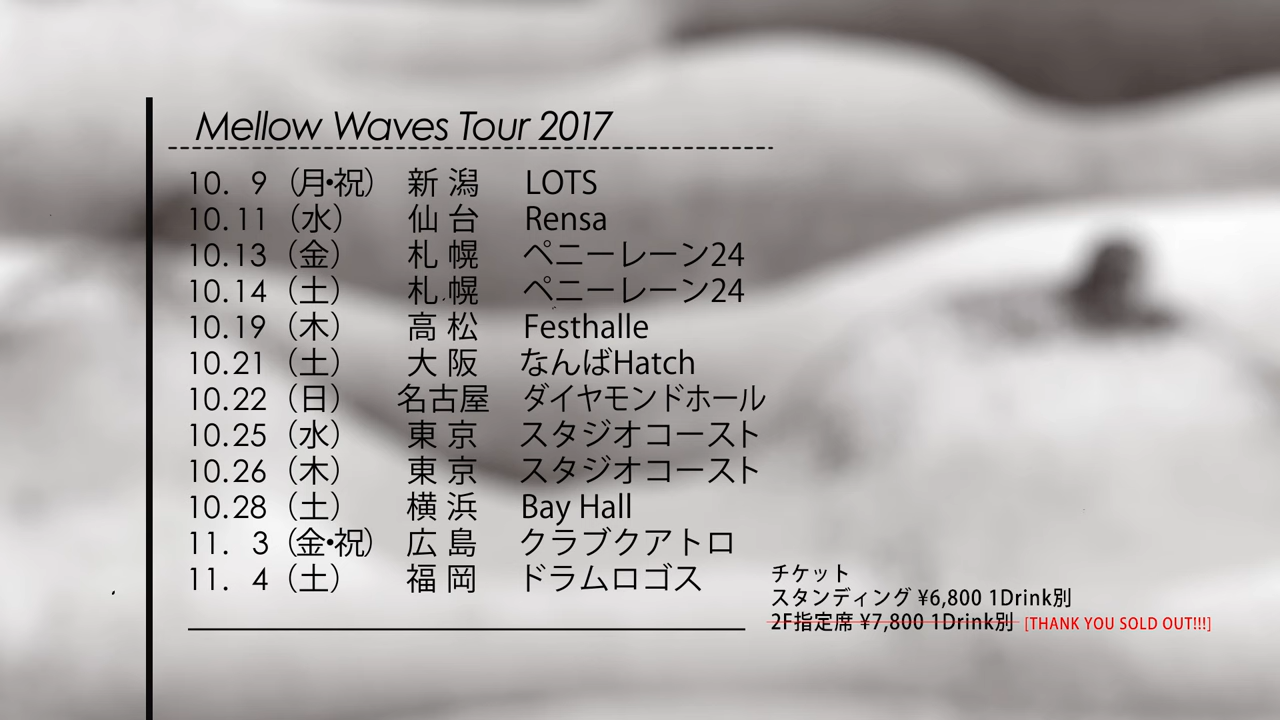 Mellow Waves Tour 2017
10. 9 （月・祝） 新潟 LOTS
10.11 （水） 仙台 Rensa
10.13 （金） 札幌 ペニーレーン24
10.14 （土） 札幌 ペニーレーン24
10.19 （木） 高松 Festhalle
10.21 （土） 大阪 なんばHatch
10.22 （日） 名古屋 ダイヤモンドホール
10.25 （水） 東京 スタジオコースト
10.26 （木） 東京 スタジオコースト
10.28 （土） 横浜 Bay Hall
11. 3 （金・祝） 広島 クラブクアトロ
11. 4 （土） 福岡 ドラムロゴス
チケット
スタンディング ¥6,800 1Drink別
2F指定席 ¥7,800 1Drink別 [THANK YOU SOLD OUT!!!]